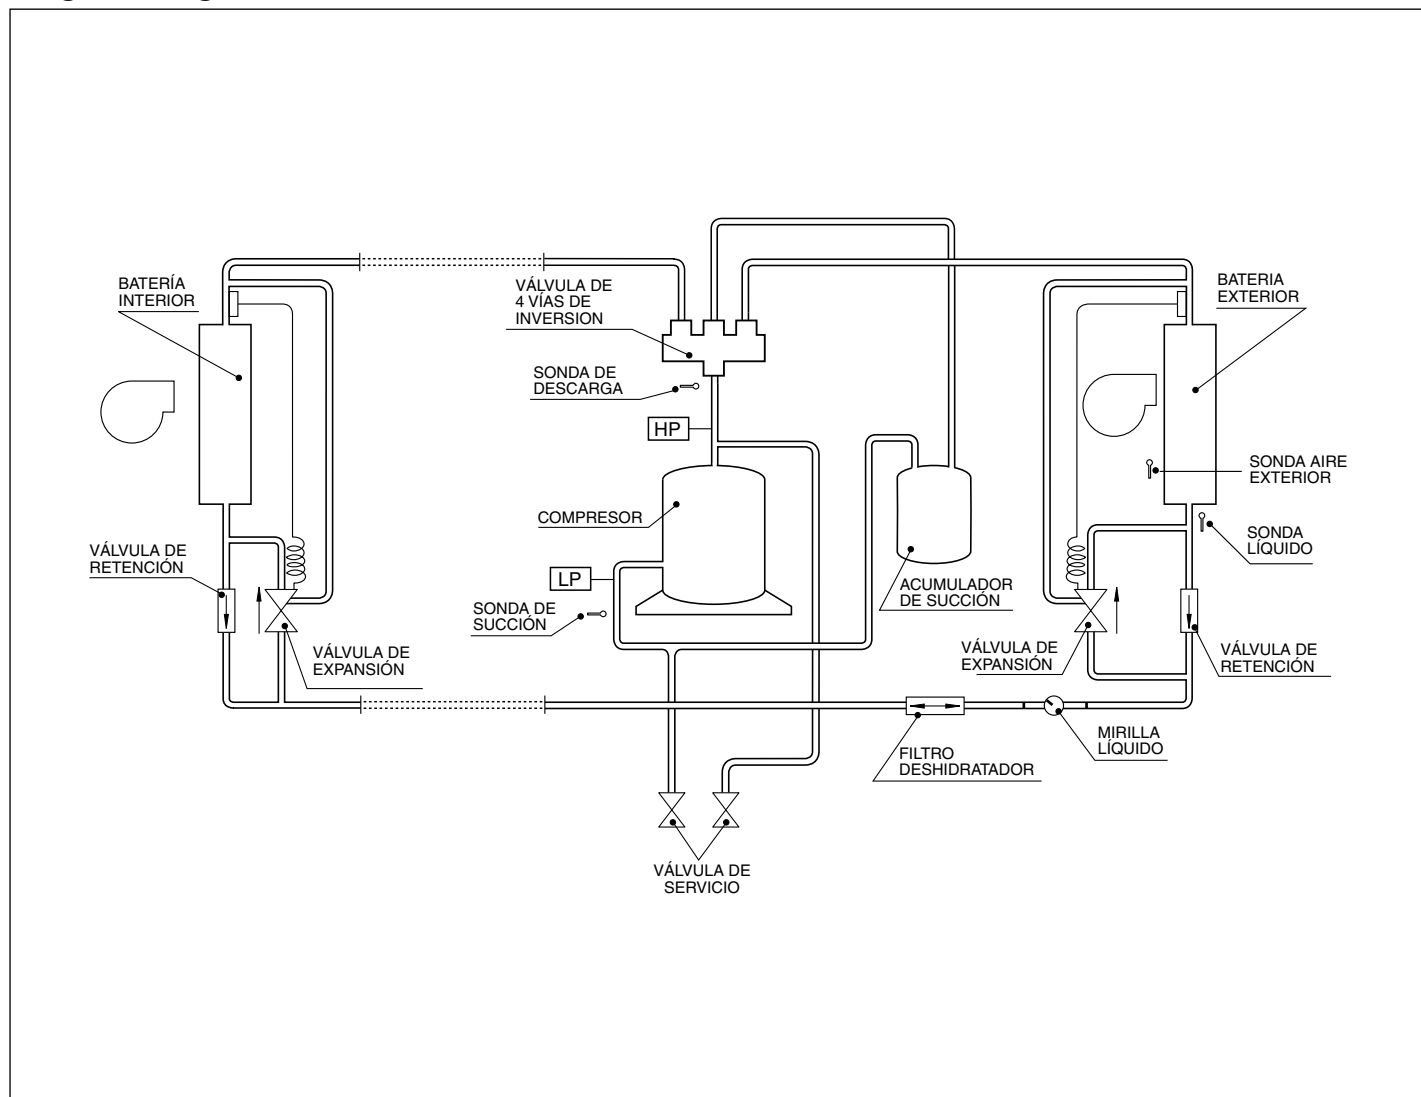 BATERÍA
INTERIOR
VÁLVULA DE
4 VÍAS DE
INVERSION
BATERIA
EXTERIOR
SONDA DE
DESCARGA
HP
SONDA AIRE
EXTERIOR
COMPRESOR
SONDA
LÍQUIDO
VÁLVULA DE
RETENCIÓN
LP
ACUMULADOR
DE SUCCIÓN
SONDA DE
SUCCIÓN
VÁLVULA DE
EXPANSIÓN
VÁLVULA DE
EXPANSIÓN
VÁLVULA DE
RETENCIÓN
MIRILLA
LÍQUIDO
FILTRO
DESHIDRATADOR
VÁLVULA DE
SERVICIO